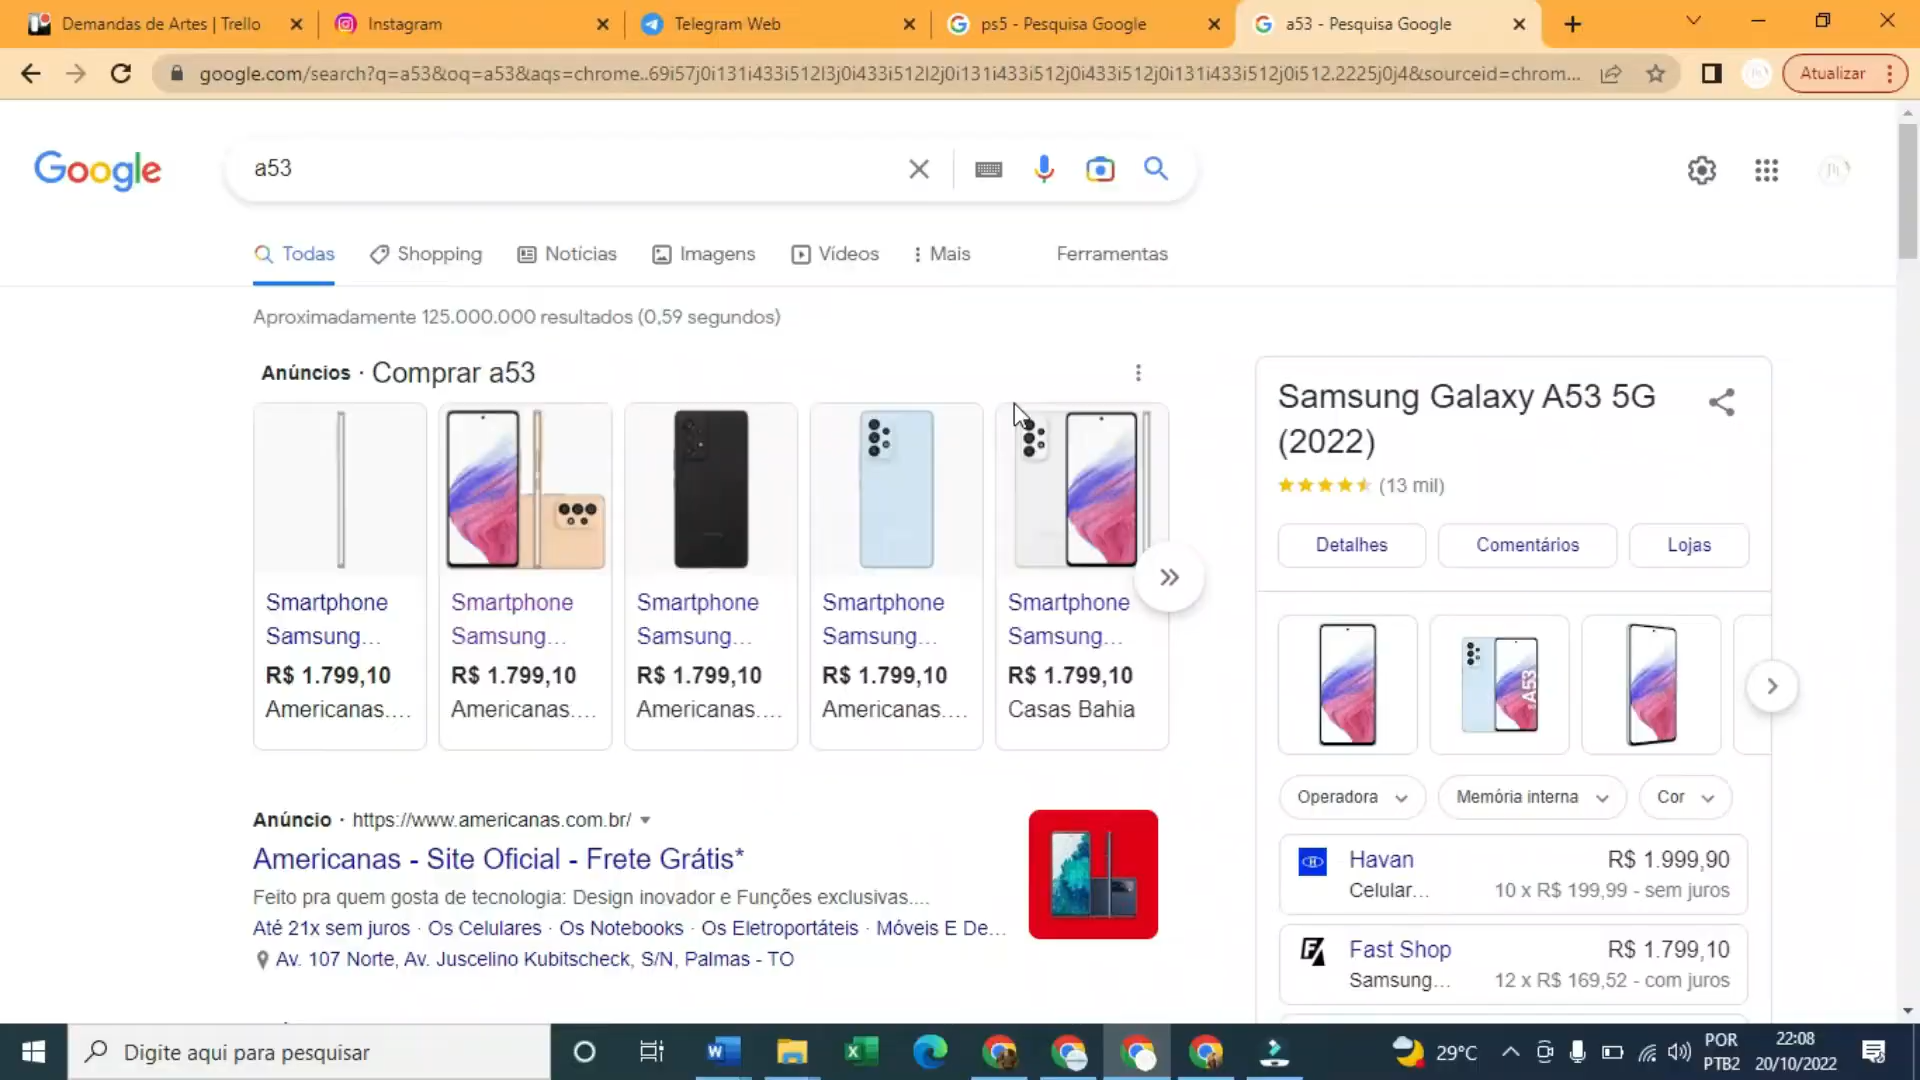 Demandas de Artes | Trello
Instagram
Telegram Web
ps5 - Pesquisa Google
a53 - Pesquisa Google
google.com/search?q=a53&oq=a53&aqs=chrome..69i57j0i131i433i512l3j0i433i512l2j0i131i433i512j0i512j0i131i433i512j0i512.2225j0j4&sourceid=chrom...
Atualizar
Google
a53
Todas
Shopping
Notícias
Imagens
Vídeos
Mais
Ferramentas
Aproximadamente 125.000.000 resultados (0,59 segundos)
Anúncios · Comprar a53
Smartphone
Samsung...
R$ 1.799,10
Americanas....
Smartphone
Samsung...
R$ 1.799,10
Americanas....
Smartphone
Samsung...
R$ 1.799,10
Americanas....
Smartphone
Samsung...
R$ 1.799,10
Americanas....
Smartphone
Samsung...
R$ 1.799,10
Casas Bahia
Anúncio · https://www.americanas.com.br/
Americanas - Site Oficial - Frete Grátis*
Feito pra quem gosta de tecnologia: Design inovador e Funções exclusivas....
Até 21x sem juros · Os Celulares · Os Notebooks · Os Eletroportáteis · Móveis E De...
Av. 107 Norte, Av. Juscelino Kubitscheck, S/N, Palmas - TO
Samsung Galaxy A53 5G
(2022)
(13 mil)
Detalhes
Comentários
Lojas
A53
Operadora
Memória interna
Cor
Havan
R$ 1.999,90
Celular...
10 x R$ 199,99 - sem juros
Fast Shop
R$ 1.799,10
Samsung...
12 x R$ 169,52 - com juros
Digite aqui para pesquisar
29°C
POR
PTB2
22:08
20/10/2022